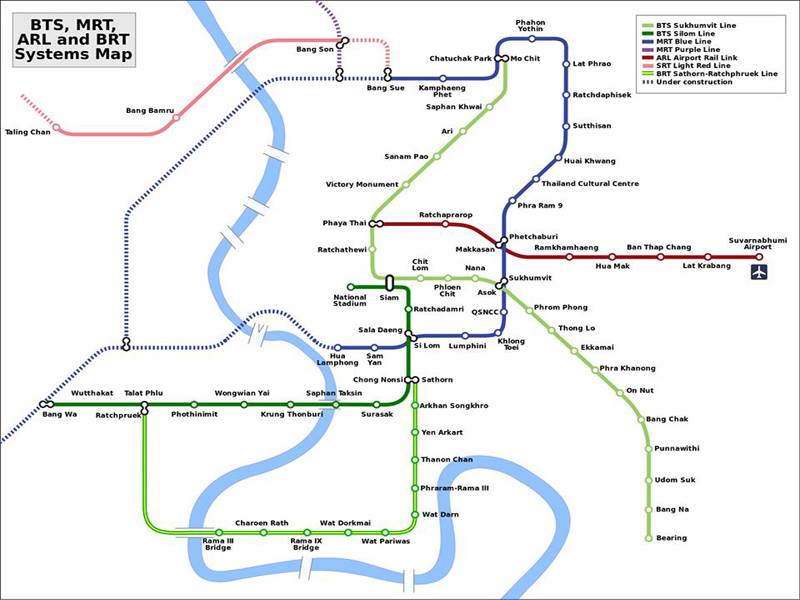 BTS, MRT,
ARL and BRT
Systems Map
BTS Sukhumvit Line
BTS Silom Line
MRT Blue Line
MRT Purple Line
ARL Airport Rail Link
SRT Light Red Line
BRT Sathorn-Ratchphruek Line
Under construction
Phahon
Yothin
Bang Son
Chatuchak Park
Mo Chit
Lat Phrao
Bang Sue
Kamphaeng
Phet
Ratchdaphisek
Saphan Khwai
Bang Bamru
Taling Chan
Ari
Sutthisan
Sanam Pao
Huai Khwang
Victory Monument
Thailand Cultural Centre
Phra Ram 9
Phaya Thai
Ratchaprarop
Phetchaburi
Makkasan
Ratchathewi
Ramkhamhaeng
Hua Mak
Ban Thap Chang
Lat Krabang
Suvarnabhumi
Airport
Chit
Lom
Nana
Phloen
Chit
Sukhumvit
Asok
National
Stadium
Siam
Ratchadamri
QSNCC
Phrom Phong
Sala Daeng
Si Lom
Lumphini
Khlong
Toei
Thong Lo
Hua
Lamphong
Sam
Yan
Ekkamai
Phra Khanong
Chong Nonsi
Sathorn
On Nut
Wutthakat
Talat Phlu
Wongwian Yai
Saphan Taksin
Bang Wa
Ratchpruek
Phothinimit
Krung Thonburi
Surasak
Arkhan Songkhro
Bang Chak
Yen Arkart
Punnawithi
Thanon Chan
Udom Suk
Phraram-Rama III
Bang Na
Wat Darn
Bearing
Rama III
Bridge
Charoen Rath
Rama IX
Bridge
Wat Dorkmai
Wat Pariwas